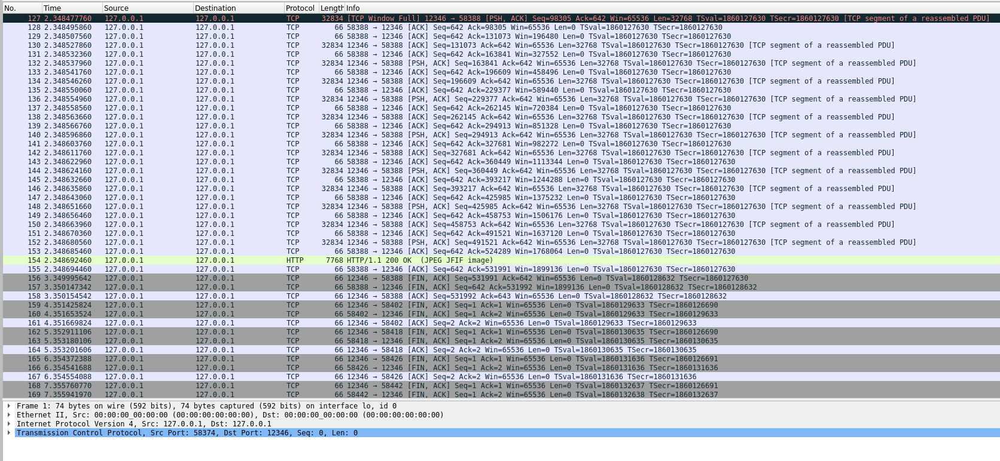 No. Time Source Destination Protocol Length Info
127 2.348477760 127.0.0.1 127.0.0.1 TCP 32834 [TCP Window Full] 12346 → 58388 [PSH, ACK] Seq=98305 Ack=642 Win=65536 Len=32768 TSval=1860127630 TSecr=1860127630 [TCP segment of a reassembled PDU]
128 2.348495860 127.0.0.1 127.0.0.1 TCP 66 58388 → 12346 [ACK] Seq=642 Ack=98305 Win=65536 Len=0 TSval=1860127630 TSecr=1860127630
129 2.348507560 127.0.0.1 127.0.0.1 TCP 66 58388 → 12346 [ACK] Seq=642 Ack=131073 Win=196480 Len=0 TSval=1860127630 TSecr=1860127630
130 2.348527860 127.0.0.1 127.0.0.1 TCP 32834 12346 → 58388 [ACK] Seq=131073 Ack=642 Win=65536 Len=32768 TSval=1860127630 TSecr=1860127630 [TCP segment of a reassembled PDU]
131 2.348532360 127.0.0.1 127.0.0.1 TCP 66 58388 → 12346 [ACK] Seq=642 Ack=163841 Win=327552 Len=0 TSval=1860127630 TSecr=1860127630
132 2.348537960 127.0.0.1 127.0.0.1 TCP 32834 12346 → 58388 [PSH, ACK] Seq=163841 Ack=642 Win=65536 Len=32768 TSval=1860127630 TSecr=1860127630 [TCP segment of a reassembled PDU]
133 2.348541760 127.0.0.1 127.0.0.1 TCP 66 58388 → 12346 [ACK] Seq=642 Ack=196609 Win=458496 Len=0 TSval=1860127630 TSecr=1860127630
134 2.348546260 127.0.0.1 127.0.0.1 TCP 32834 12346 → 58388 [ACK] Seq=196609 Ack=642 Win=65536 Len=32768 TSval=1860127630 TSecr=1860127630 [TCP segment of a reassembled PDU]
135 2.348550060 127.0.0.1 127.0.0.1 TCP 66 58388 → 12346 [ACK] Seq=642 Ack=229377 Win=589440 Len=0 TSval=1860127630 TSecr=1860127630
136 2.348554960 127.0.0.1 127.0.0.1 TCP 32834 12346 → 58388 [PSH, ACK] Seq=229377 Ack=642 Win=65536 Len=32768 TSval=1860127630 TSecr=1860127630 [TCP segment of a reassembled PDU]
137 2.348558560 127.0.0.1 127.0.0.1 TCP 66 58388 → 12346 [ACK] Seq=642 Ack=262145 Win=720384 Len=0 TSval=1860127630 TSecr=1860127630
138 2.348563660 127.0.0.1 127.0.0.1 TCP 32834 12346 → 58388 [ACK] Seq=262145 Ack=642 Win=65536 Len=32768 TSval=1860127630 TSecr=1860127630 [TCP segment of a reassembled PDU]
139 2.348566760 127.0.0.1 127.0.0.1 TCP 66 58388 → 12346 [ACK] Seq=642 Ack=294913 Win=851328 Len=0 TSval=1860127630 TSecr=1860127630
140 2.348596860 127.0.0.1 127.0.0.1 TCP 32834 12346 → 58388 [PSH, ACK] Seq=294913 Ack=642 Win=65536 Len=32768 TSval=1860127630 TSecr=1860127630 [TCP segment of a reassembled PDU]
141 2.348603760 127.0.0.1 127.0.0.1 TCP 66 58388 → 12346 [ACK] Seq=642 Ack=327681 Win=982272 Len=0 TSval=1860127630 TSecr=1860127630
142 2.348611760 127.0.0.1 127.0.0.1 TCP 32834 12346 → 58388 [ACK] Seq=327681 Ack=642 Win=65536 Len=32768 TSval=1860127630 TSecr=1860127630 [TCP segment of a reassembled PDU]
143 2.348622960 127.0.0.1 127.0.0.1 TCP 66 58388 → 12346 [ACK] Seq=642 Ack=360449 Win=1113344 Len=0 TSval=1860127630 TSecr=1860127630
144 2.348624160 127.0.0.1 127.0.0.1 TCP 32834 12346 → 58388 [PSH, ACK] Seq=360449 Ack=642 Win=65536 Len=32768 TSval=1860127630 TSecr=1860127630 [TCP segment of a reassembled PDU]
145 2.348632660 127.0.0.1 127.0.0.1 TCP 66 58388 → 12346 [ACK] Seq=642 Ack=393217 Win=1244288 Len=0 TSval=1860127630 TSecr=1860127630
146 2.348635860 127.0.0.1 127.0.0.1 TCP 32834 12346 → 58388 [ACK] Seq=393217 Ack=642 Win=65536 Len=32768 TSval=1860127630 TSecr=1860127630 [TCP segment of a reassembled PDU]
147 2.348643060 127.0.0.1 127.0.0.1 TCP 66 58388 → 12346 [ACK] Seq=642 Ack=425985 Win=1375232 Len=0 TSval=1860127630 TSecr=1860127630
148 2.348651660 127.0.0.1 127.0.0.1 TCP 32834 12346 → 58388 [PSH, ACK] Seq=425985 Ack=642 Win=65536 Len=32768 TSval=1860127630 TSecr=1860127630 [TCP segment of a reassembled PDU]
149 2.348656460 127.0.0.1 127.0.0.1 TCP 66 58388 → 12346 [ACK] Seq=642 Ack=458753 Win=1506176 Len=0 TSval=1860127630 TSecr=1860127630
150 2.348663960 127.0.0.1 127.0.0.1 TCP 32834 12346 → 58388 [ACK] Seq=458753 Ack=642 Win=65536 Len=32768 TSval=1860127630 TSecr=1860127630 [TCP segment of a reassembled PDU]
151 2.348670360 127.0.0.1 127.0.0.1 TCP 66 58388 → 12346 [ACK] Seq=642 Ack=491521 Win=1637120 Len=0 TSval=1860127630 TSecr=1860127630
152 2.348680560 127.0.0.1 127.0.0.1 TCP 32834 12346 → 58388 [PSH, ACK] Seq=491521 Ack=642 Win=65536 Len=32768 TSval=1860127630 TSecr=1860127630 [TCP segment of a reassembled PDU]
153 2.348685460 127.0.0.1 127.0.0.1 TCP 66 58388 → 12346 [ACK] Seq=642 Ack=524289 Win=1768064 Len=0 TSval=1860127630 TSecr=1860127630
154 2.348692460 127.0.0.1 127.0.0.1 HTTP 7768 HTTP/1.1 200 OK (JPEG JFIF image)
155 2.348694460 127.0.0.1 127.0.0.1 TCP 66 58388 → 12346 [ACK] Seq=642 Ack=531991 Win=1899136 Len=0 TSval=1860127630 TSecr=1860127630
156 3.349995642 127.0.0.1 127.0.0.1 TCP 66 12346 → 58388 [FIN, ACK] Seq=531991 Ack=642 Win=65536 Len=0 TSval=1860128632 TSecr=1860127630
157 3.350147342 127.0.0.1 127.0.0.1 TCP 66 58388 → 12346 [FIN, ACK] Seq=642 Ack=531992 Win=1899136 Len=0 TSval=1860128632 TSecr=1860128632
158 3.350154542 127.0.0.1 127.0.0.1 TCP 66 12346 → 58388 [ACK] Seq=531992 Ack=643 Win=65536 Len=0 TSval=1860128632 TSecr=1860128632
159 4.351425824 127.0.0.1 127.0.0.1 TCP 66 12346 → 58402 [FIN, ACK] Seq=1 Ack=1 Win=65536 Len=0 TSval=1860129633 TSecr=1860126690
160 4.351653524 127.0.0.1 127.0.0.1 TCP 66 58402 → 12346 [FIN, ACK] Seq=1 Ack=2 Win=65536 Len=0 TSval=1860129633 TSecr=1860129633
161 4.351669824 127.0.0.1 127.0.0.1 TCP 66 12346 → 58402 [ACK] Seq=2 Ack=2 Win=65536 Len=0 TSval=1860129633 TSecr=1860129633
162 5.352911106 127.0.0.1 127.0.0.1 TCP 66 12346 → 58418 [FIN, ACK] Seq=1 Ack=1 Win=65536 Len=0 TSval=1860130635 TSecr=1860126690
163 5.353180106 127.0.0.1 127.0.0.1 TCP 66 58418 → 12346 [FIN, ACK] Seq=1 Ack=2 Win=65536 Len=0 TSval=1860130635 TSecr=1860130635
164 5.353201606 127.0.0.1 127.0.0.1 TCP 66 12346 → 58418 [ACK] Seq=2 Ack=2 Win=65536 Len=0 TSval=1860130635 TSecr=1860130635
165 6.354372388 127.0.0.1 127.0.0.1 TCP 66 12346 → 58426 [FIN, ACK] Seq=1 Ack=1 Win=65536 Len=0 TSval=1860131636 TSecr=1860126691
166 6.354541688 127.0.0.1 127.0.0.1 TCP 66 58426 → 12346 [FIN, ACK] Seq=1 Ack=2 Win=65536 Len=0 TSval=1860131636 TSecr=1860131636
167 6.354554088 127.0.0.1 127.0.0.1 TCP 66 12346 → 58426 [ACK] Seq=2 Ack=2 Win=65536 Len=0 TSval=1860131636 TSecr=1860131636
168 7.355760770 127.0.0.1 127.0.0.1 TCP 66 12346 → 58442 [FIN, ACK] Seq=1 Ack=1 Win=65536 Len=0 TSval=1860132637 TSecr=1860126691
169 7.355941970 127.0.0.1 127.0.0.1 TCP 66 58442 → 12346 [FIN, ACK] Seq=1 Ack=2 Win=65536 Len=0 TSval=1860132638 TSecr=1860132637
Frame 1: 74 bytes on wire (592 bits), 74 bytes captured (592 bits) on interface lo, id 0
Ethernet II, Src: 00:00:00_00:00:00 (00:00:00:00:00:00), Dst: 00:00:00_00:00:00 (00:00:00:00:00:00)
Internet Protocol Version 4, Src: 127.0.0.1, Dst: 127.0.0.1
Transmission Control Protocol, Src Port: 58374, Dst Port: 12346, Seq: 0, Len: 0